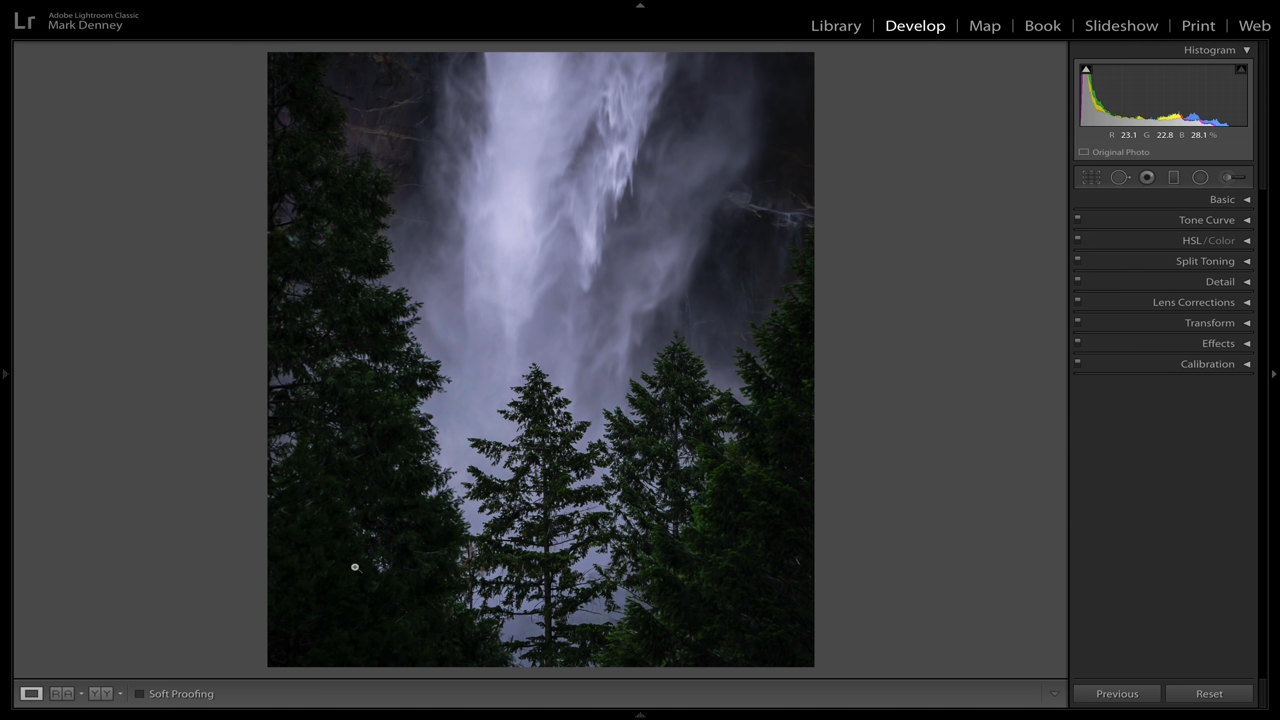 Lr
Adobe Lightroom Classic
Mark Denney
Library | Develop | Map | Book | Slideshow | Print | Web
Histogram
R 23.1 G 22.8 B 28.1 %
Original Photo
Basic
Tone Curve
HSL / Color
Split Toning
Detail
Lens Corrections
Transform
Effects
Calibration
R A Y Y Soft Proofing
Previous Reset